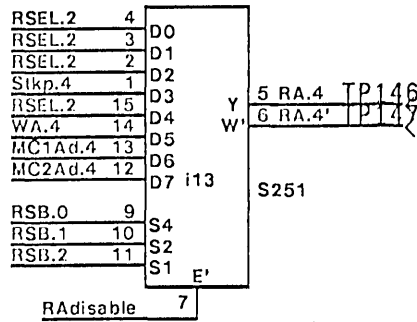 RSEL.2 4 D0
RSEL.2 3 D1
RSEL.2 2 D2
Stkp.4 1 D3
RSEL.2 15 D4
WA.4 14 D5
MC1Ad.4 13 D6
MC2Ad.4 12 D7
i13
Y 5 RA.4 TP146
W' 6 RA.4' TP147
S251
RSB.0 9 S4
RSB.1 10 S2
RSB.2 11 S1
E'
RAdisable 7